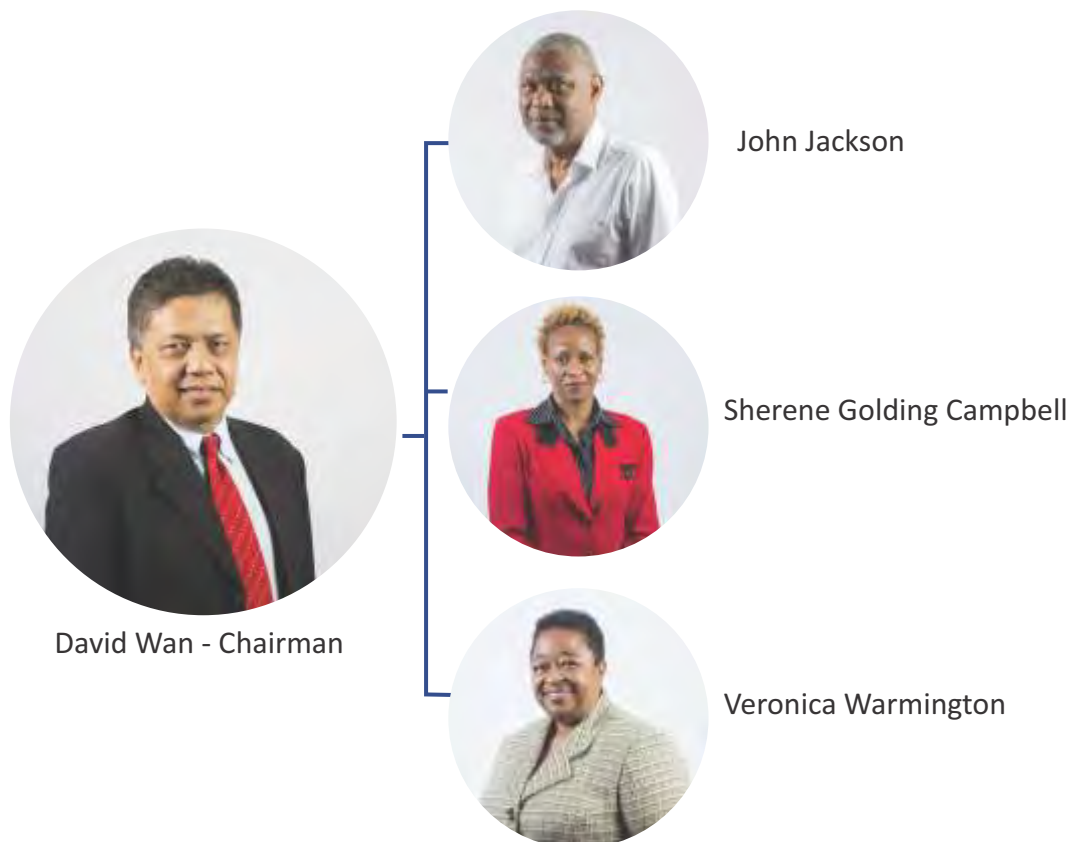 John Jackson
Sherene Golding Campbell
David Wan - Chairman
Veronica Warmington